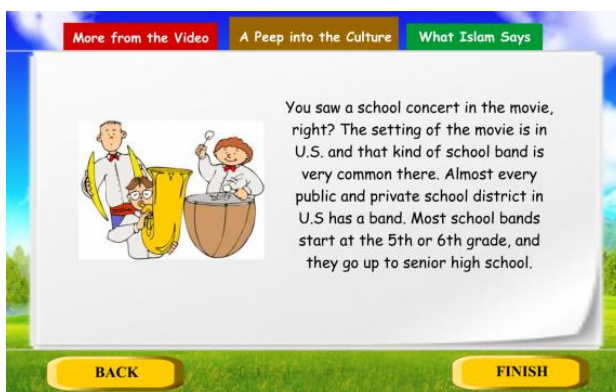 More from the Video
A Peep into the Culture
What Islam Says
You saw a school concert in the movie,
right? The setting of the movie is in
U.S. and that kind of school band is
very common there. Almost every
public and private school district in
U.S has a band. Most school bands
start at the 5th or 6th grade, and
they go up to senior high school.
BACK
FINISH